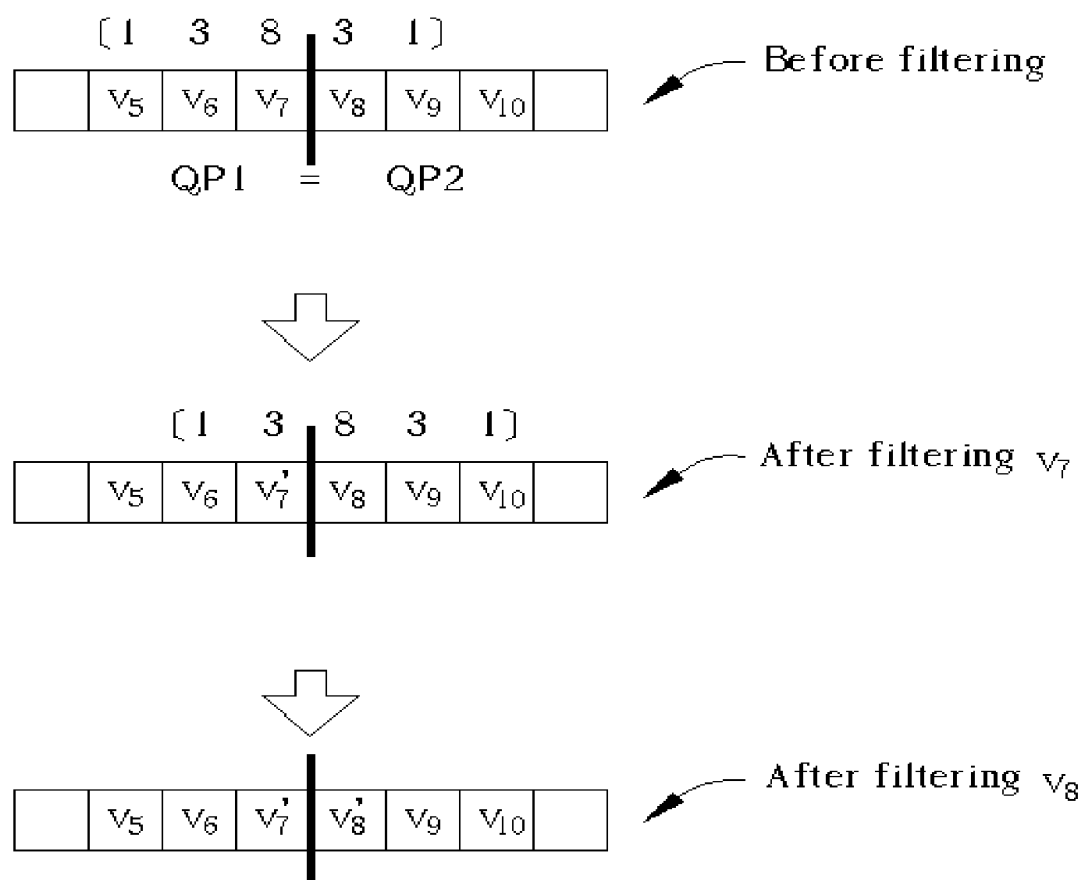 [1 3 8 3 1]
Before filtering
V5 V6 V7 V8 V9 V10
QP1 = QP2
[1 3 8 3 1]
After filtering V7
V5 V6 V7' V8 V9 V10
After filtering V8
V5 V6 V7' V8' V9 V10